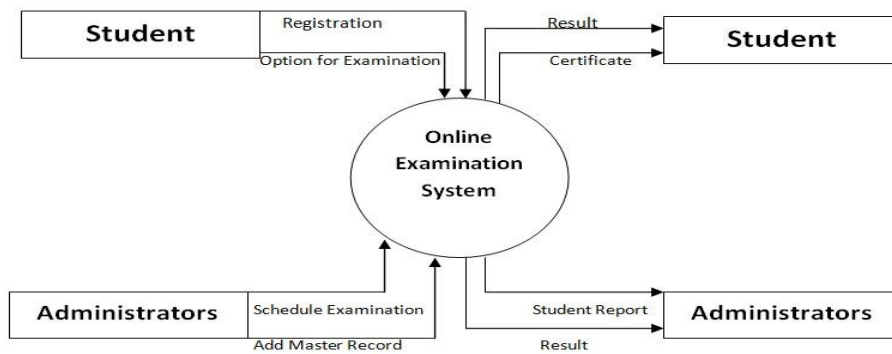 Student
Registration
Option for Examination
Result
Certificate
Student
Online
Examination
System
Administrators
Schedule Examination
Add Master Record
Student Report
Result
Administrators